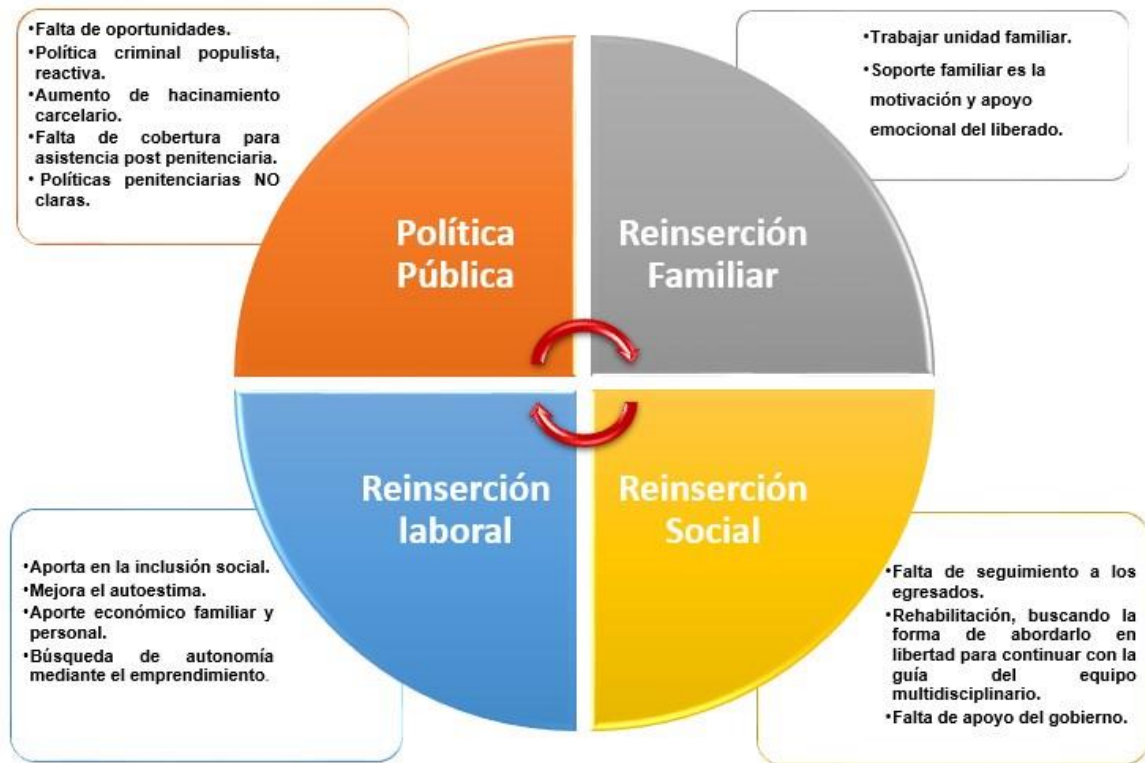 •Falta de oportunidades.
•Política criminal populista,
reactiva.
•Aumento de hacinamiento
carcelario.
•Falta de cobertura para
asistencia post penitenciaria.
• Políticas penitenciarias NO
claras.
•Trabajar unidad familiar.
•Soporte familiar es la
motivación y apoyo
emocional del liberado.
Política
Pública
Reinserción
Familiar
Reinserción
laboral
Reinserción
Social
•Aporta en la inclusión social.
•Mejora el autoestima.
•Aporte económico familiar y
personal.
•Búsqueda de autonomía
mediante el emprendimiento.
•Falta de seguimiento a los
egresados.
•Rehabilitación, buscando la
forma de abordarlo en
libertad para continuar con la
guía del equipo
multidisciplinario.
•Falta de apoyo del gobierno.